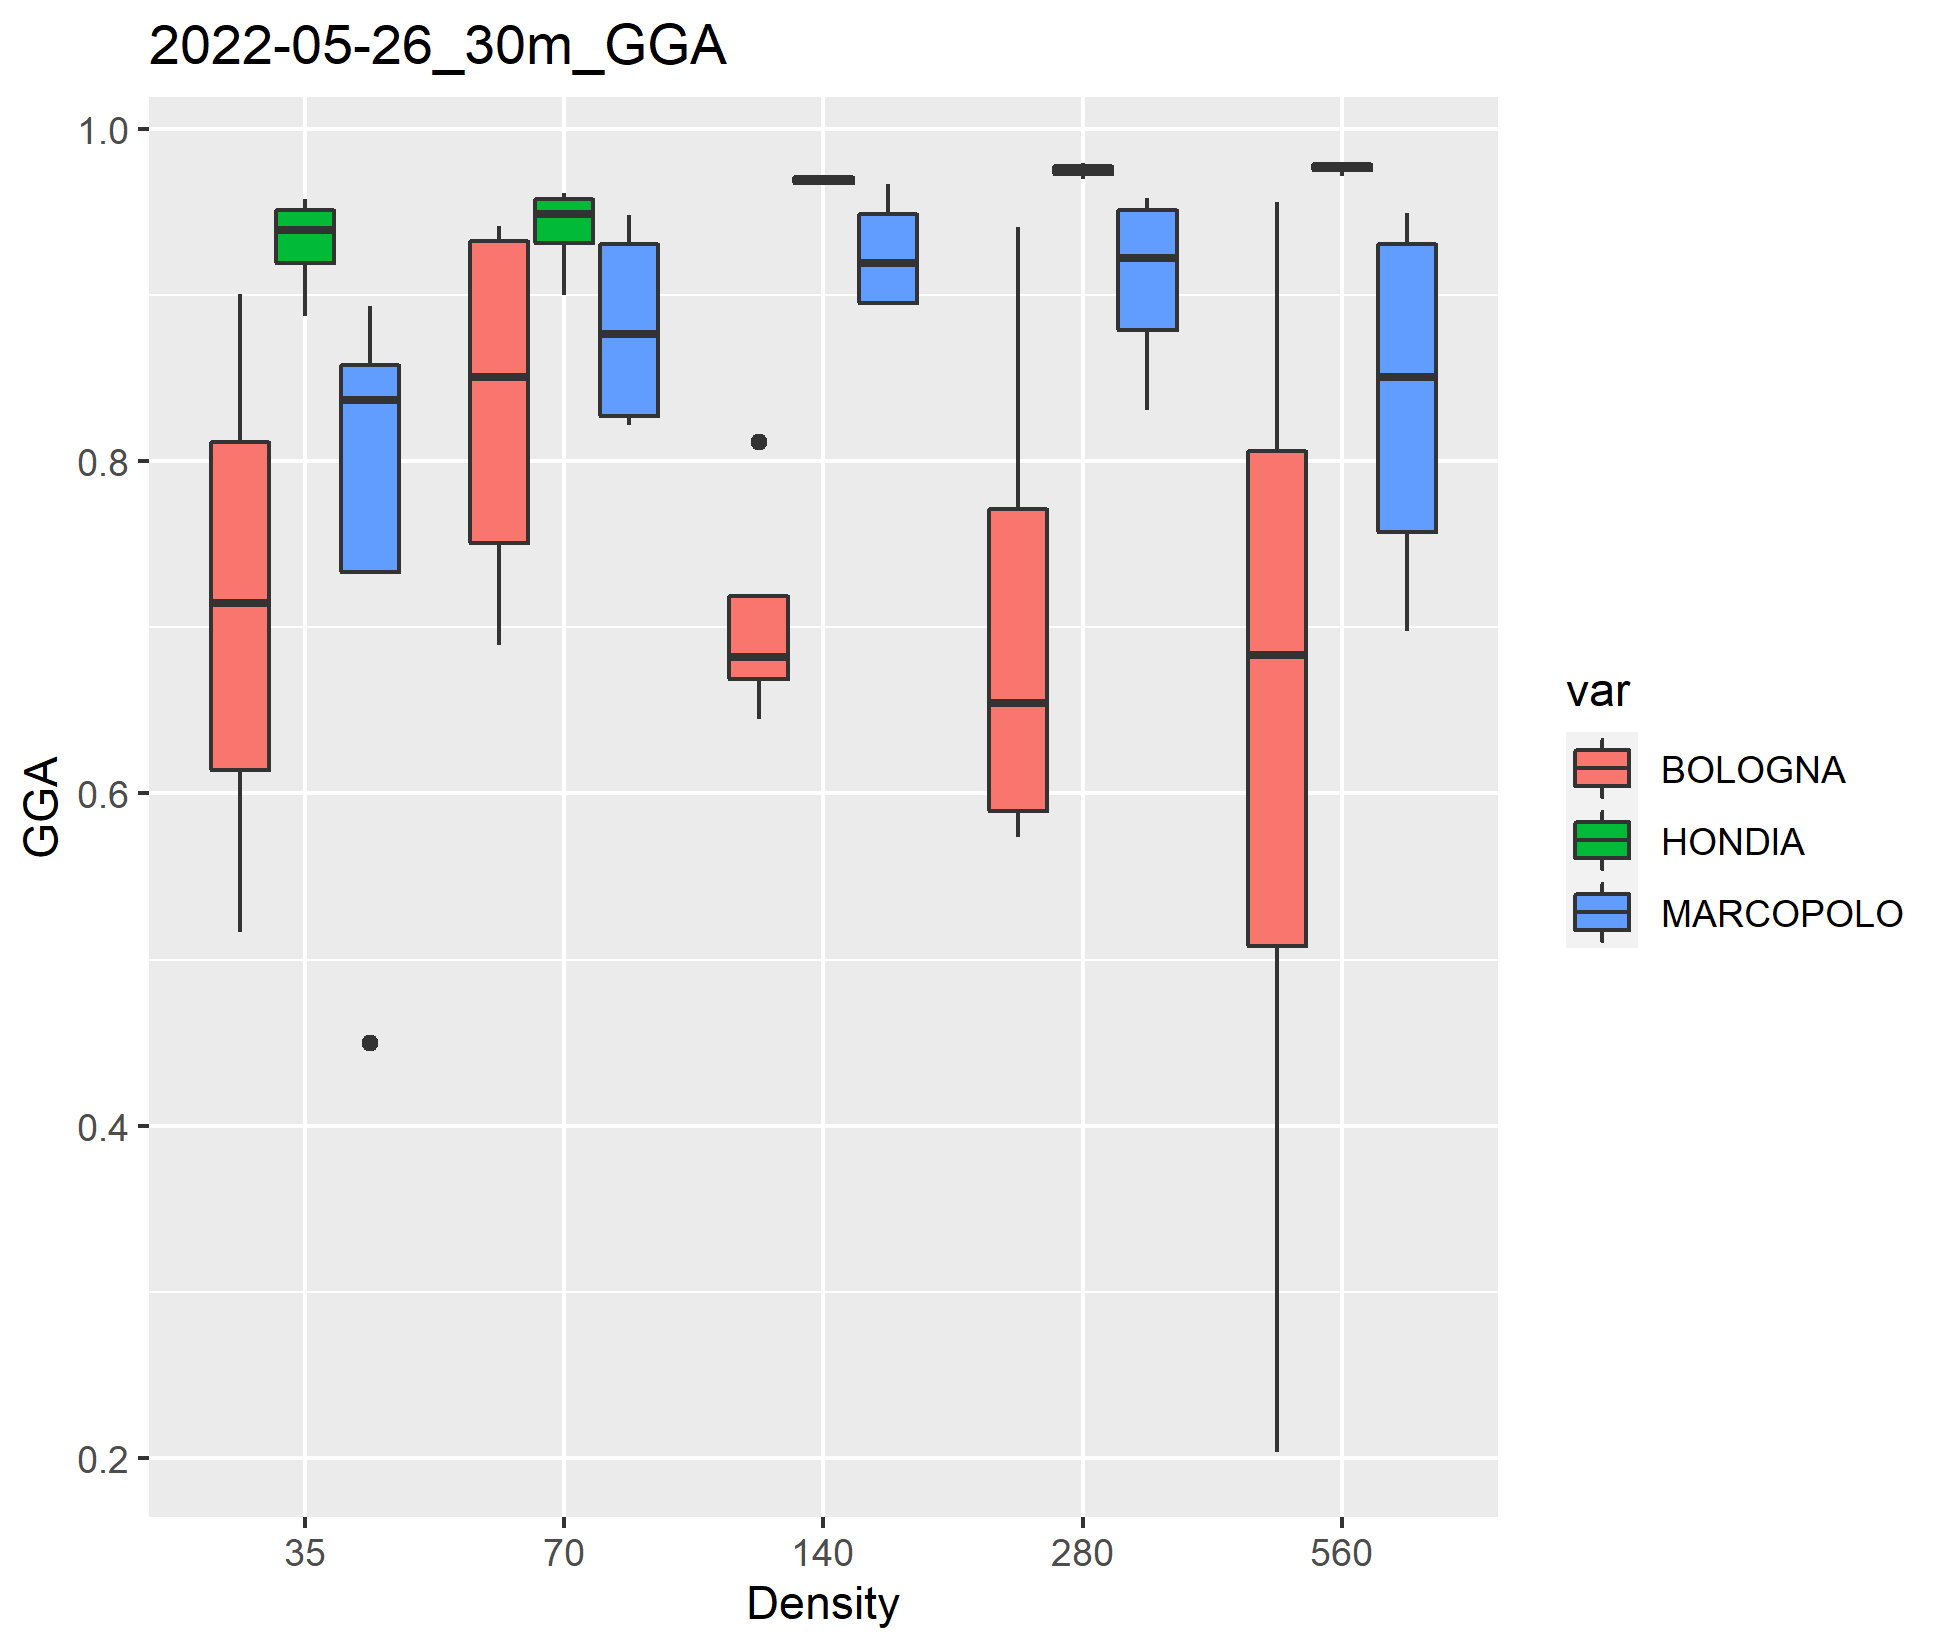 2022-05-26_30m_GGA
1.0
0.8
0.6
0.4
0.2
GGA
35 70 140 280 560
Density
var
BOLOGNA
HONDIA
MARCOPOLO